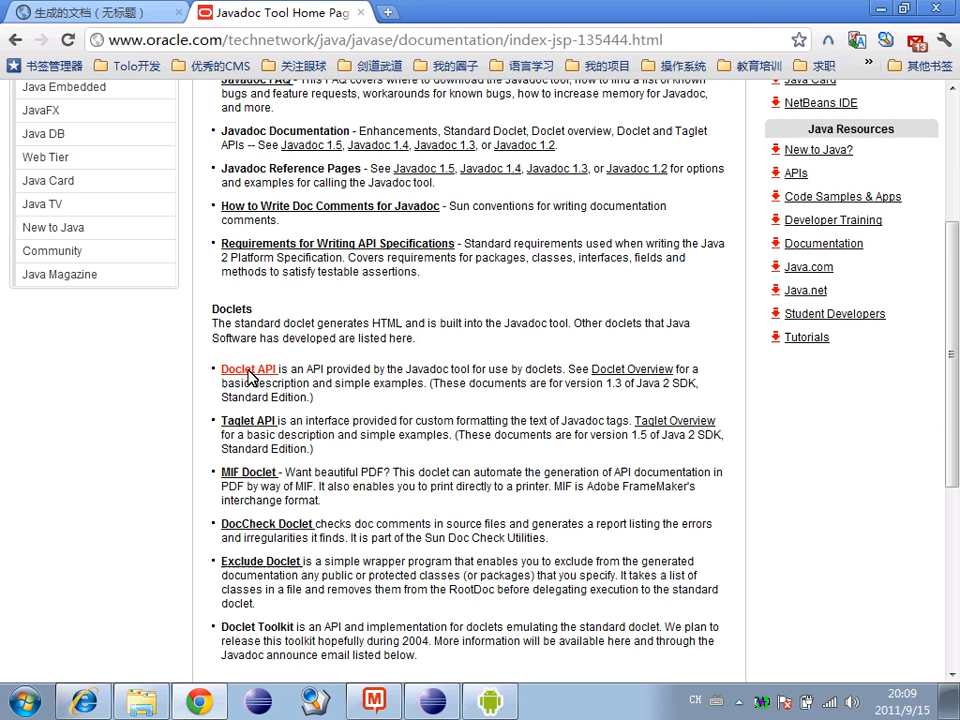 生成的文档（无标题）
Javadoc Tool Home Pag
www.oracle.com/technetwork/java/javase/documentation/index-jsp-135444.html
13
书签管理器 Tolo开发 优秀的CMS 关注眼球 剑道武道 我的圈子 语言学习 我的项目 操作系统 教育培训 求职 » 其他书签
Java Embedded
JavaFX
Java DB
Web Tier
Java Card
Java TV
New to Java
Community
Java Magazine
Javadoc FAQ - This FAQ covers where to download the Javadoc tool, how to find a list of known
bugs and feature requests, workarounds for known bugs, how to increase memory for Javadoc,
and more.
Javadoc Documentation - Enhancements, Standard Doclet, Doclet overview, Doclet and Taglet
APIs -- See Javadoc 1.5, Javadoc 1.4, Javadoc 1.3, or Javadoc 1.2.
Javadoc Reference Pages - See Javadoc 1.5, Javadoc 1.4, Javadoc 1.3, or Javadoc 1.2 for options
and examples for calling the Javadoc tool.
How to Write Doc Comments for Javadoc - Sun conventions for writing documentation
comments.
Requirements for Writing API Specifications - Standard requirements used when writing the Java
2 Platform Specification. Covers requirements for packages, classes, interfaces, fields and
methods to satisfy testable assertions.
Doclets
The standard doclet generates HTML and is built into the Javadoc tool. Other doclets that Java
Software has developed are listed here.
Doclet API is an API provided by the Javadoc tool for use by doclets. See Doclet Overview for a
basic description and simple examples. (These documents are for version 1.3 of Java 2 SDK,
Standard Edition.)
Taglet API is an interface provided for custom formatting the text of Javadoc tags. Taglet Overview
for a basic description and simple examples. (These documents are for version 1.5 of Java 2 SDK,
Standard Edition.)
MIF Doclet - Want beautiful PDF? This doclet can automate the generation of API documentation in
PDF by way of MIF. It also enables you to print directly to a printer. MIF is Adobe FrameMaker's
interchange format.
DocCheck Doclet checks doc comments in source files and generates a report listing the errors
and irregularities it finds. It is part of the Sun Doc Check Utilities.
Exclude Doclet is a simple wrapper program that enables you to exclude from the generated
documentation any public or protected classes (or packages) that you specify. It takes a list of
classes in a file and removes them from the RootDoc before delegating execution to the standard
doclet.
Doclet Toolkit is an API and implementation for doclets emulating the standard doclet. We plan to
release this toolkit hopefully during 2004. More information will be available here and through the
Javadoc announce email listed below.
Java Card
NetBeans IDE
Java Resources
New to Java?
APIs
Code Samples & Apps
Developer Training
Documentation
Java.com
Java.net
Student Developers
Tutorials
CH
20:09
2011/9/15